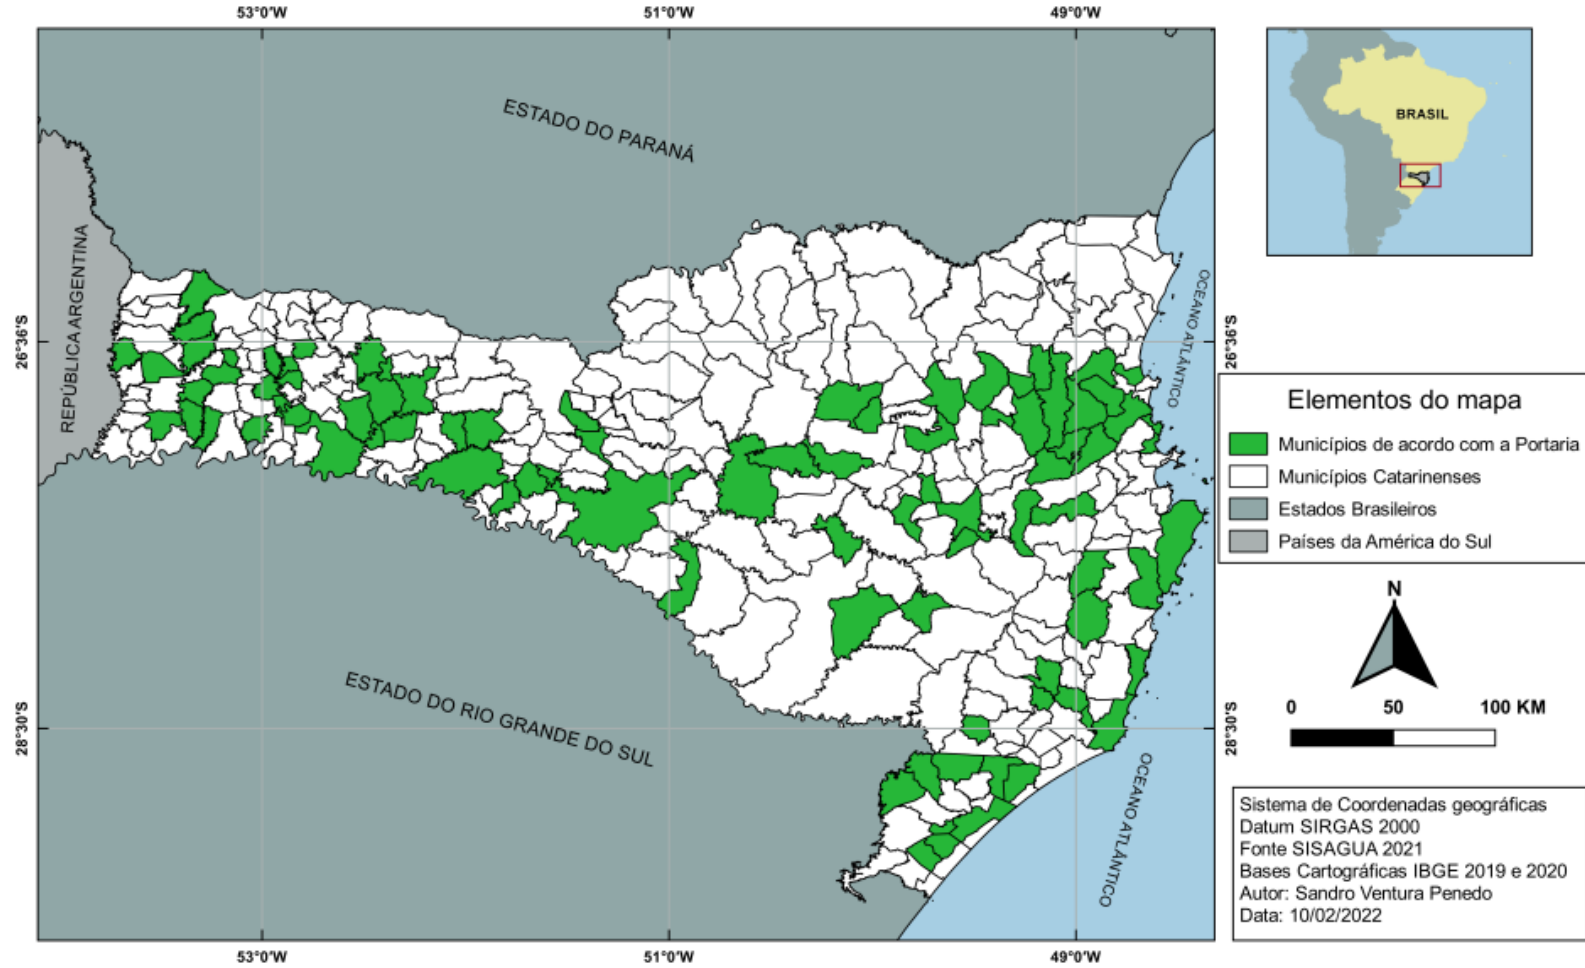 53°0'W
51°0'W
49°0'W
ESTADO DO PARANÁ
BRASIL
REPÚBLICA ARGENTINA
OCEANO ATLÂNTICO
26°36'S
26°36'S
Elementos do mapa
Municípios de acordo com a Portaria
Municípios Catarinenses
Estados Brasileiros
Países da América do Sul
N
ESTADO DO RIO GRANDE DO SUL
0 50 100 KM
28°30'S
28°30'S
OCEANO ATLÂNTICO
Sistema de Coordenadas geográficas
Datum SIRGAS 2000
Fonte SISAGUA 2021
Bases Cartográficas IBGE 2019 e 2020
Autor: Sandro Ventura Penedo
Data: 10/02/2022
53°0'W
51°0'W
49°0'W